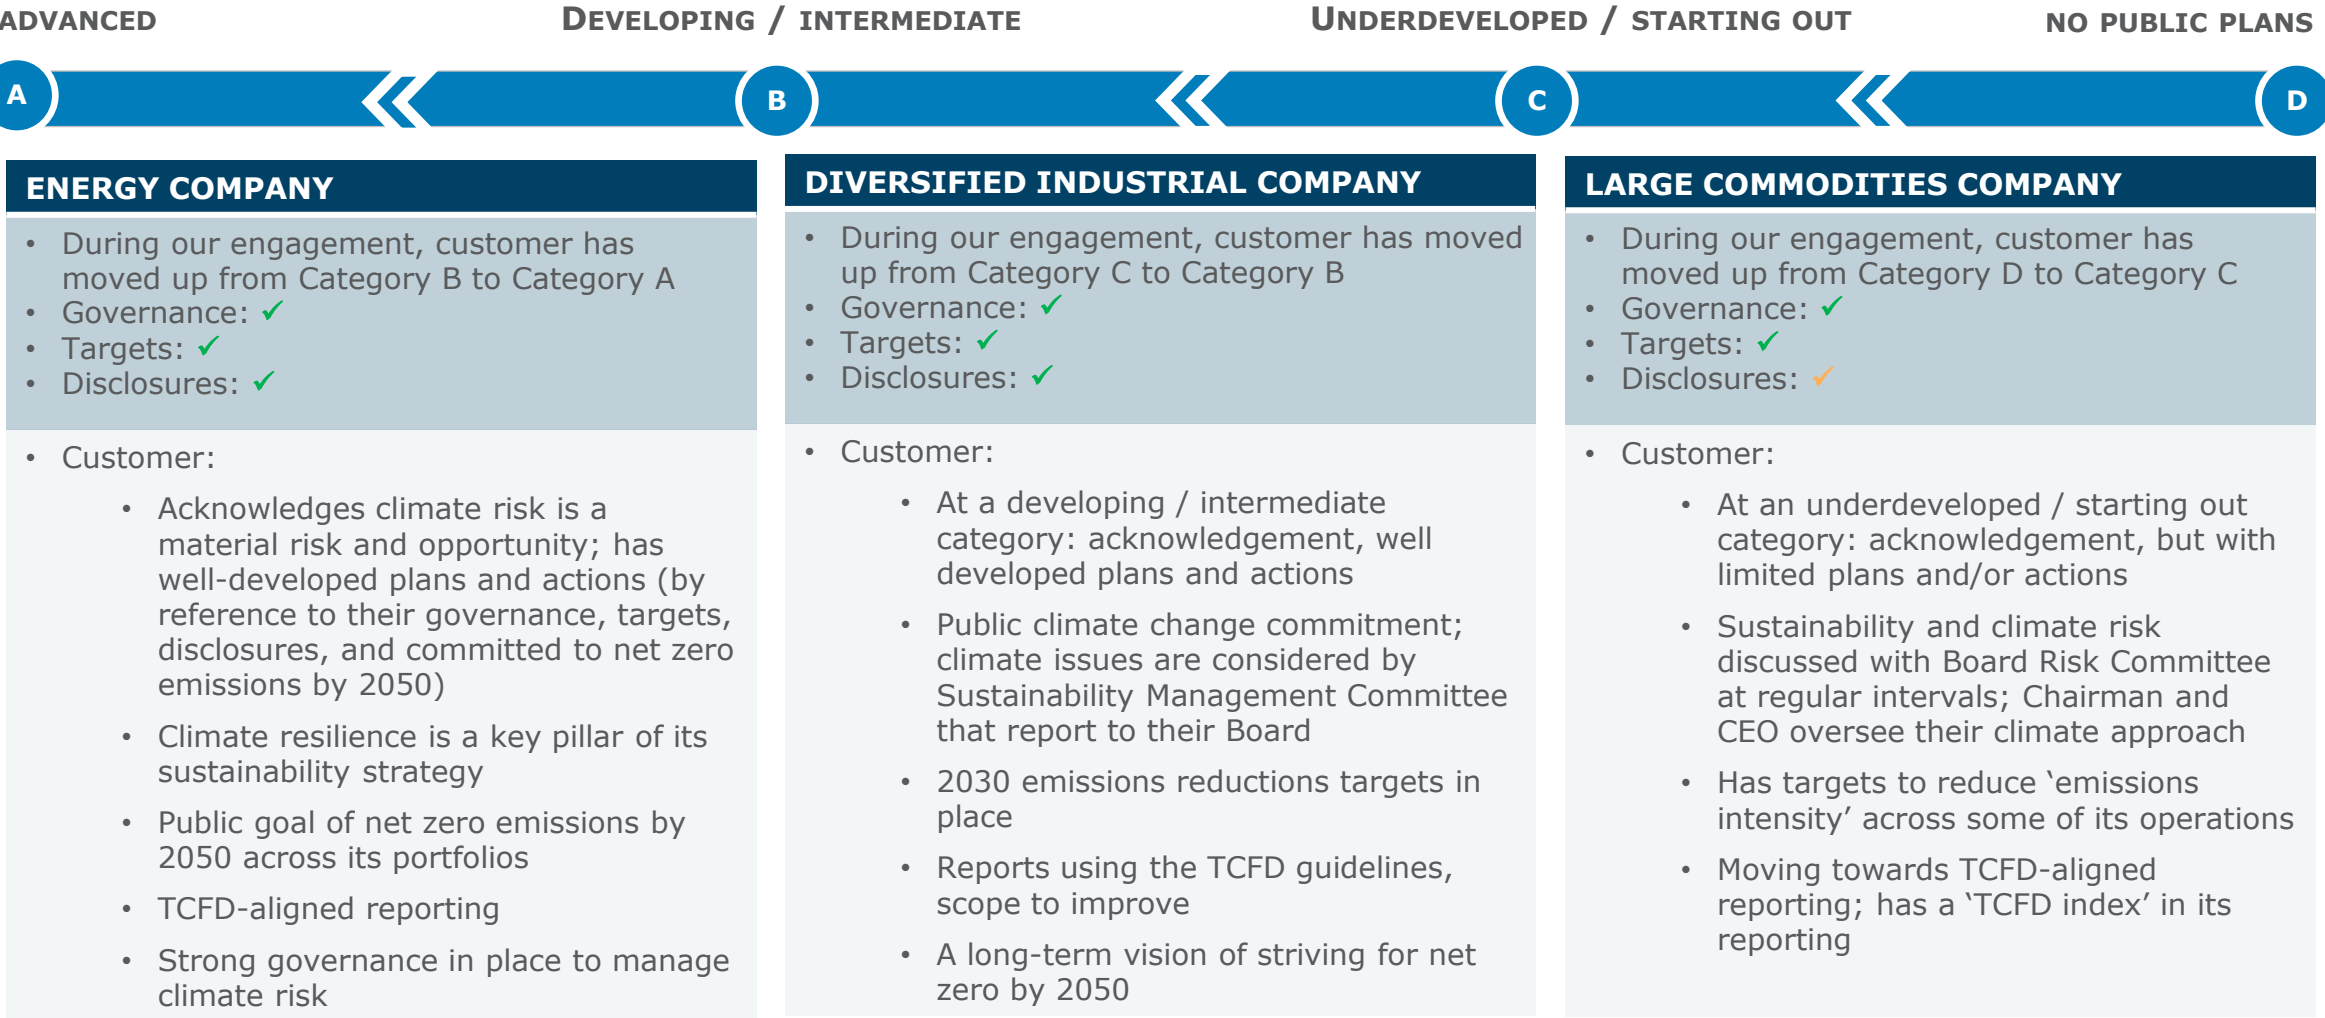 ADVANCED
DEVELOPING / INTERMEDIATE
UNDERDEVELOPED / STARTING OUT
NO PUBLIC PLANS
A
B
C
D
ENERGY COMPANY
• During our engagement, customer has
moved up from Category B to Category A
• Governance: ✓
• Targets: ✓
• Disclosures: ✓
• Customer:
• Acknowledges climate risk is a
material risk and opportunity; has
well-developed plans and actions (by
reference to their governance, targets,
disclosures, and committed to net zero
emissions by 2050)
• Climate resilience is a key pillar of its
sustainability strategy
• Public goal of net zero emissions by
2050 across its portfolios
• TCFD-aligned reporting
• Strong governance in place to manage
climate risk
DIVERSIFIED INDUSTRIAL COMPANY
• During our engagement, customer has moved
up from Category C to Category B
• Governance: ✓
• Targets: ✓
• Disclosures: ✓
• Customer:
• At a developing / intermediate
category: acknowledgement, well
developed plans and actions
• Public climate change commitment;
climate issues are considered by
Sustainability Management Committee
that report to their Board
• 2030 emissions reductions targets in
place
• Reports using the TCFD guidelines,
scope to improve
• A long-term vision of striving for net
zero by 2050
LARGE COMMODITIES COMPANY
• During our engagement, customer has
moved up from Category D to Category C
• Governance: ✓
• Targets: ✓
• Disclosures: ✓
• Customer:
• At an underdeveloped / starting out
category: acknowledgement, but with
limited plans and/or actions
• Sustainability and climate risk
discussed with Board Risk Committee
at regular intervals; Chairman and
CEO oversee their climate approach
• Has targets to reduce ‘emissions
intensity’ across some of its operations
• Moving towards TCFD-aligned
reporting; has a ‘TCFD index’ in its
reporting